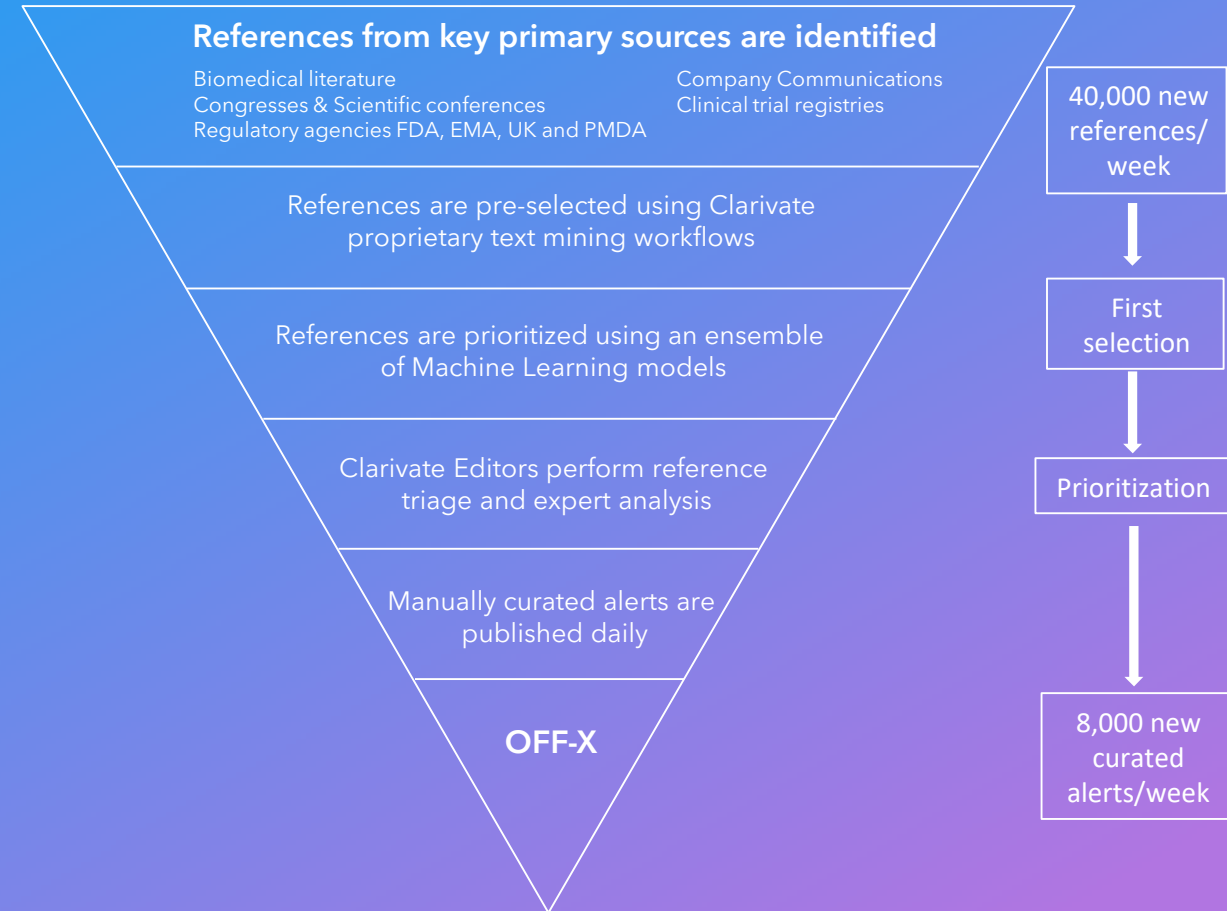 References from key primary sources are identified
Biomedical literature
Congresses & Scientific conferences
Regulatory agencies FDA, EMA, UK and PMDA
Company Communications
Clinical trial registries
References are pre-selected using Clarivate
proprietary text mining workflows
References are prioritized using an ensemble
of Machine Learning models
Clarivate Editors perform reference
triage and expert analysis
Manually curated alerts are
published daily
OFF-X
40,000 new
references/
week
First
selection
Prioritization
8,000 new
curated
alerts/week